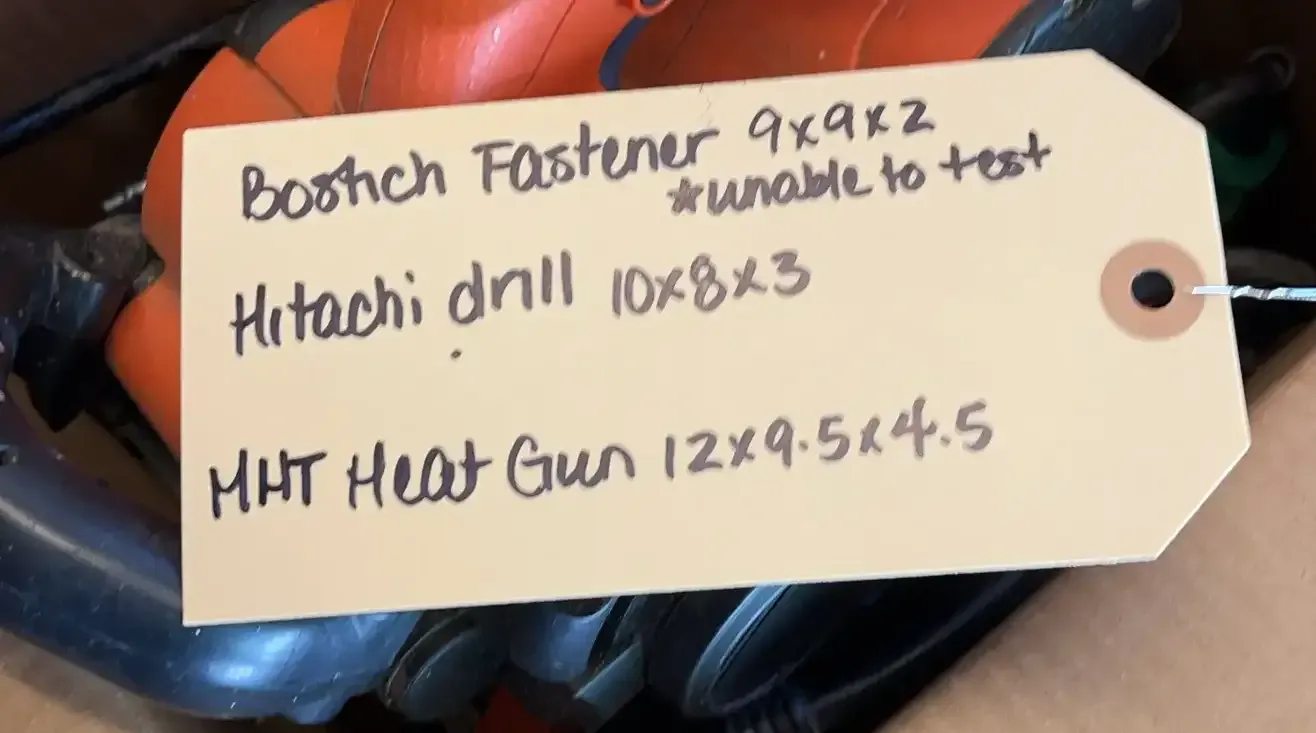 Bostich Fastener 9x9x2
*unable to test
Hitachi drill 10x8x3
MHT Heat Gun 12x9.5x4.5